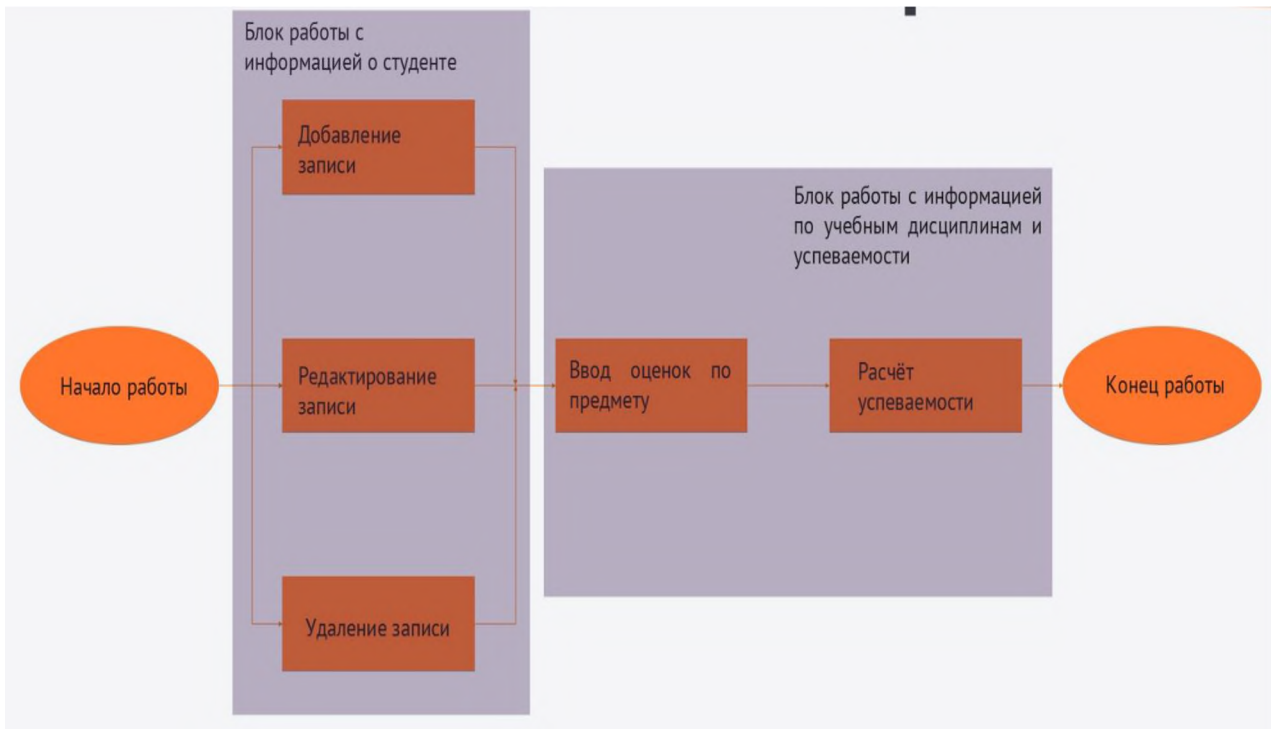 Блок работы с
информацией о студенте
Добавление
записи
Блок работы с информацией
по учебным дисциплинам и
успеваемости
Начало работы
Редактирование
записи
Ввод оценок по
предмету
Расчёт
успеваемости
Конец работы
Удаление записи